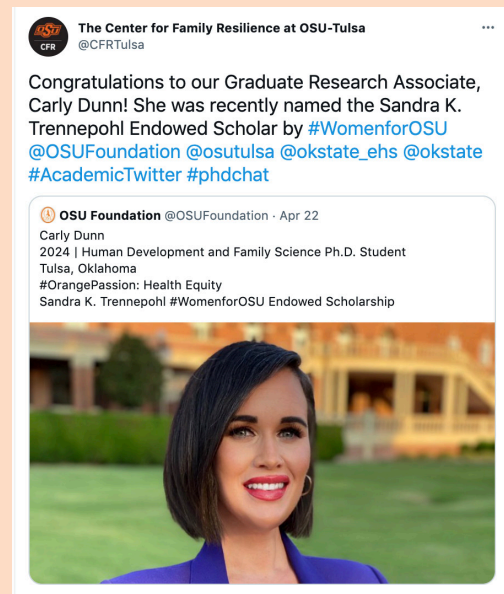 The Center for Family Resilience at OSU-Tulsa
@CFRTulsa
...
OSU
CFR
Congratulations to our Graduate Research Associate,
Carly Dunn! She was recently named the Sandra K.
Trennepohl Endowed Scholar by #WomenforOSU
@OSUFoundation @osutulsa @okstate_ehs @okstate
#AcademicTwitter #phdchat
OSU Foundation @OSUFoundation · Apr 22
Carly Dunn
2024 | Human Development and Family Science Ph.D. Student
Tulsa, Oklahoma
#OrangePassion: Health Equity
Sandra K. Trennepohl #WomenforOSU Endowed Scholarship